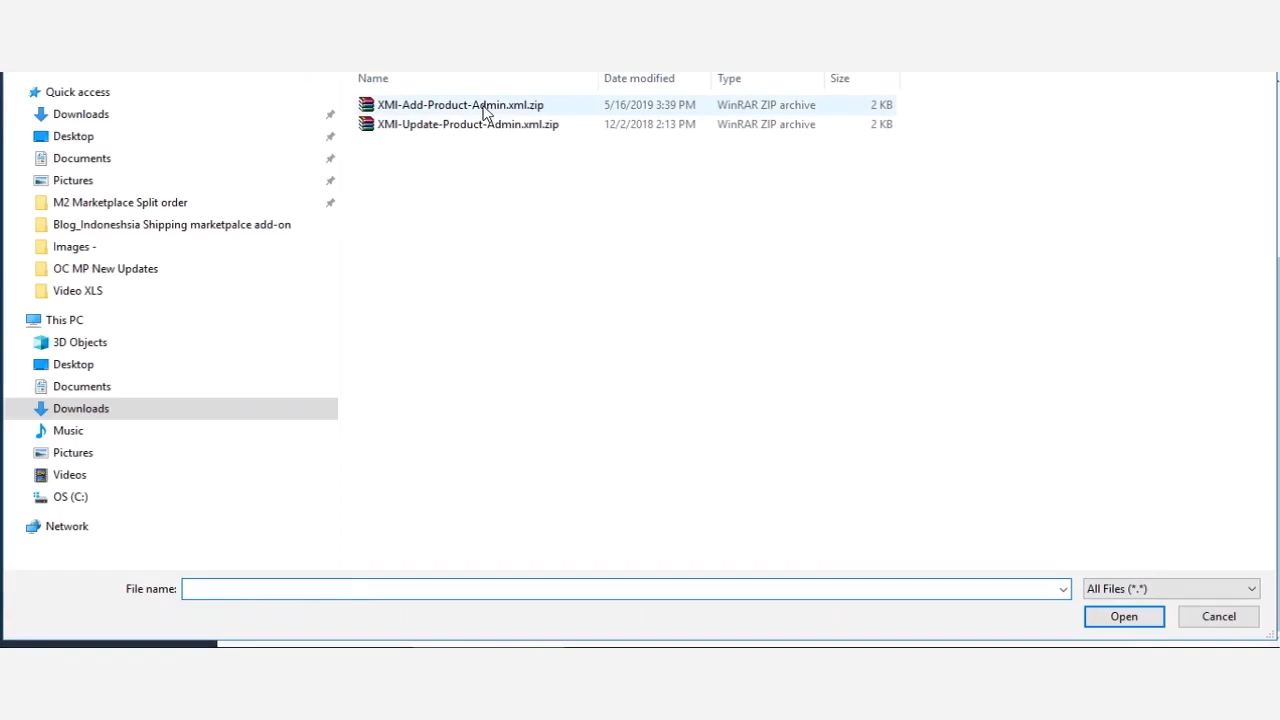 Name Date modified Type Size
Quick access
Downloads
Desktop
Documents
Pictures
M2 Marketplace Split order
Blog_Indoneshsia Shipping marketpalce add-on
Images -
OC MP New Updates
Video XLS
This PC
3D Objects
Desktop
Documents
Downloads
Music
Pictures
Videos
OS (C:)
Network
XMI-Add-Product-Admin.xml.zip 5/16/2019 3:39 PM WinRAR ZIP archive 2 KB
XMI-Update-Product-Admin.xml.zip 12/2/2018 2:13 PM WinRAR ZIP archive 2 KB
File name: All Files (*.*)
Open Cancel